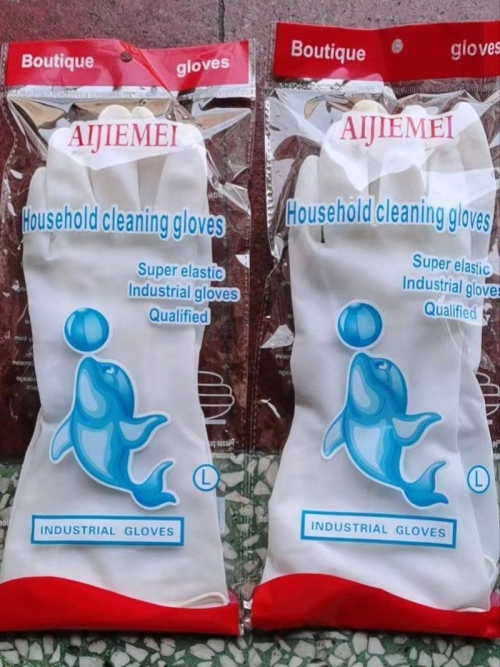 Boutique gloves
AIJIEMEI
Household cleaning gloves
Super elastic
Industrial gloves
Qualified
L
INDUSTRIAL GLOVES
Boutique gloves
AIJIEMEI
Household cleaning gloves
Super elastic
Industrial gloves
Qualified
L
INDUSTRIAL GLOVES